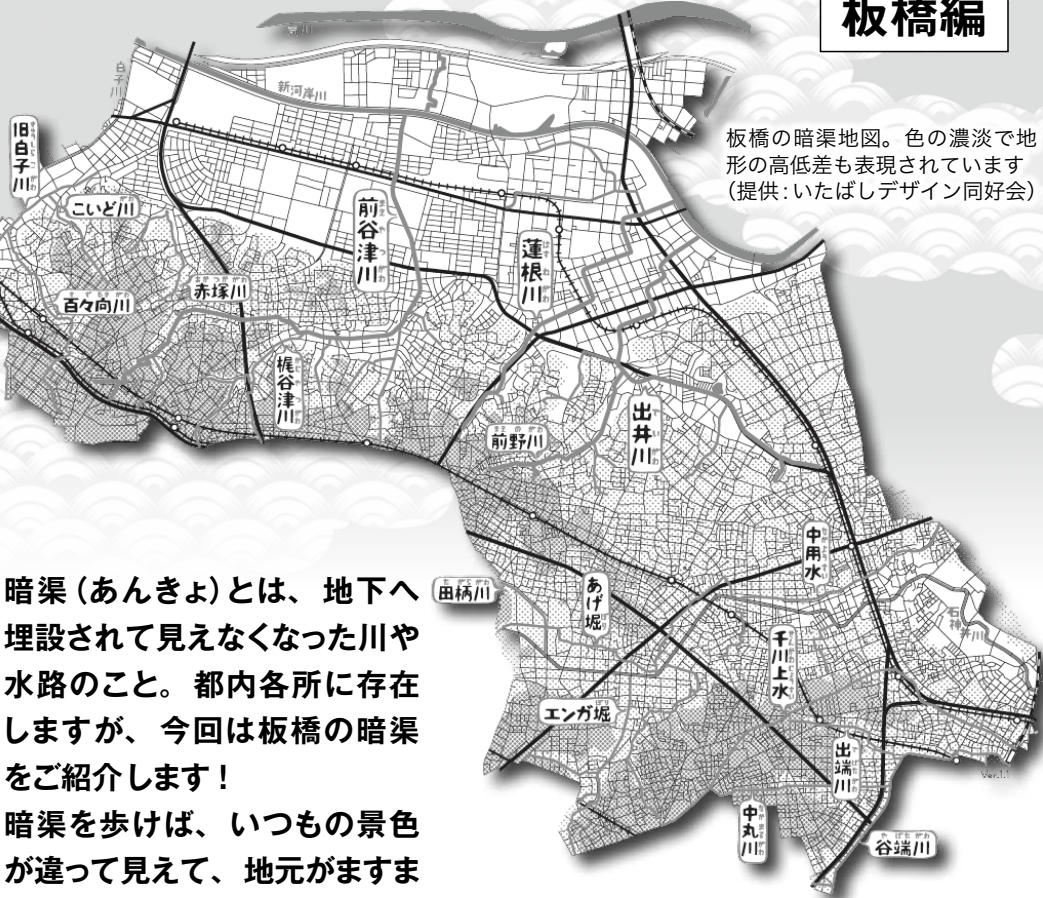 板橋編
板橋の暗渠地図。色の濃淡で地
形の高低差も表現されています
(提供:いたばしデザイン同好会)
白子川
新河岸川
旧白子川
こいど川
百々向川
赤塚川
前谷津川
蓮根川
梶谷津川
前野川
出井川
中用水
田柄川
あげ堀
千川上水
石神井川
エンガ堀
出端川
中丸川
谷端川
Ver.1.1
暗渠(あんきょ)とは、地下へ
埋設されて見えなくなった川や
水路のこと。都内各所に存在
しますが、今回は板橋の暗渠
をご紹介します!
暗渠を歩けば、いつもの景色
が違って見えて、地元がますま